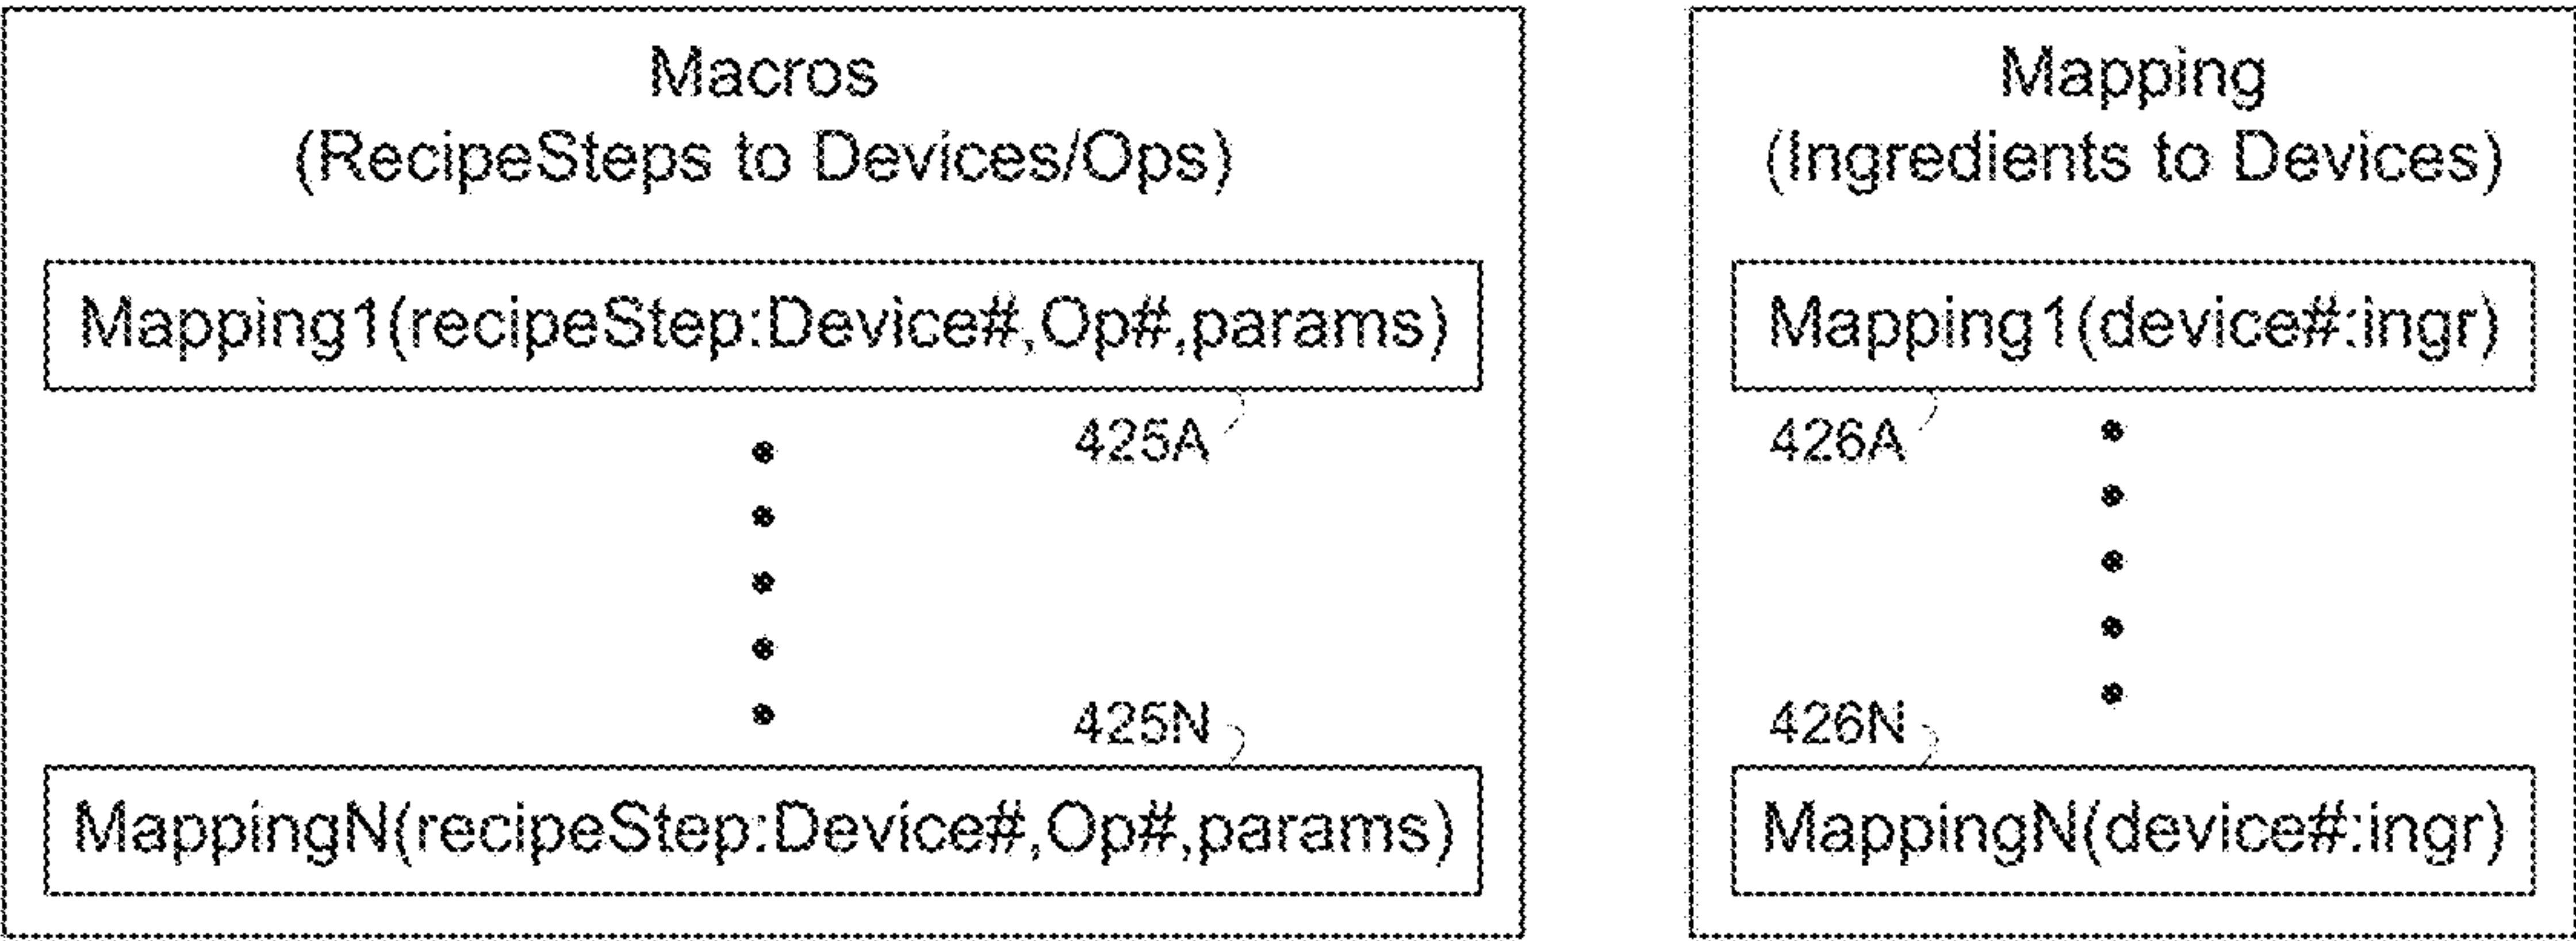 Macros
(RecipeSteps to Devices/Ops)
Mapping1(recipeStep:Device#,Op#,params)
425A
425N
MappingN(recipeStep:Device#,Op#,params)
Mapping
(Ingredients to Devices)
Mapping1(device#:ingr)
426A
426N
MappingN(device#:ingr)